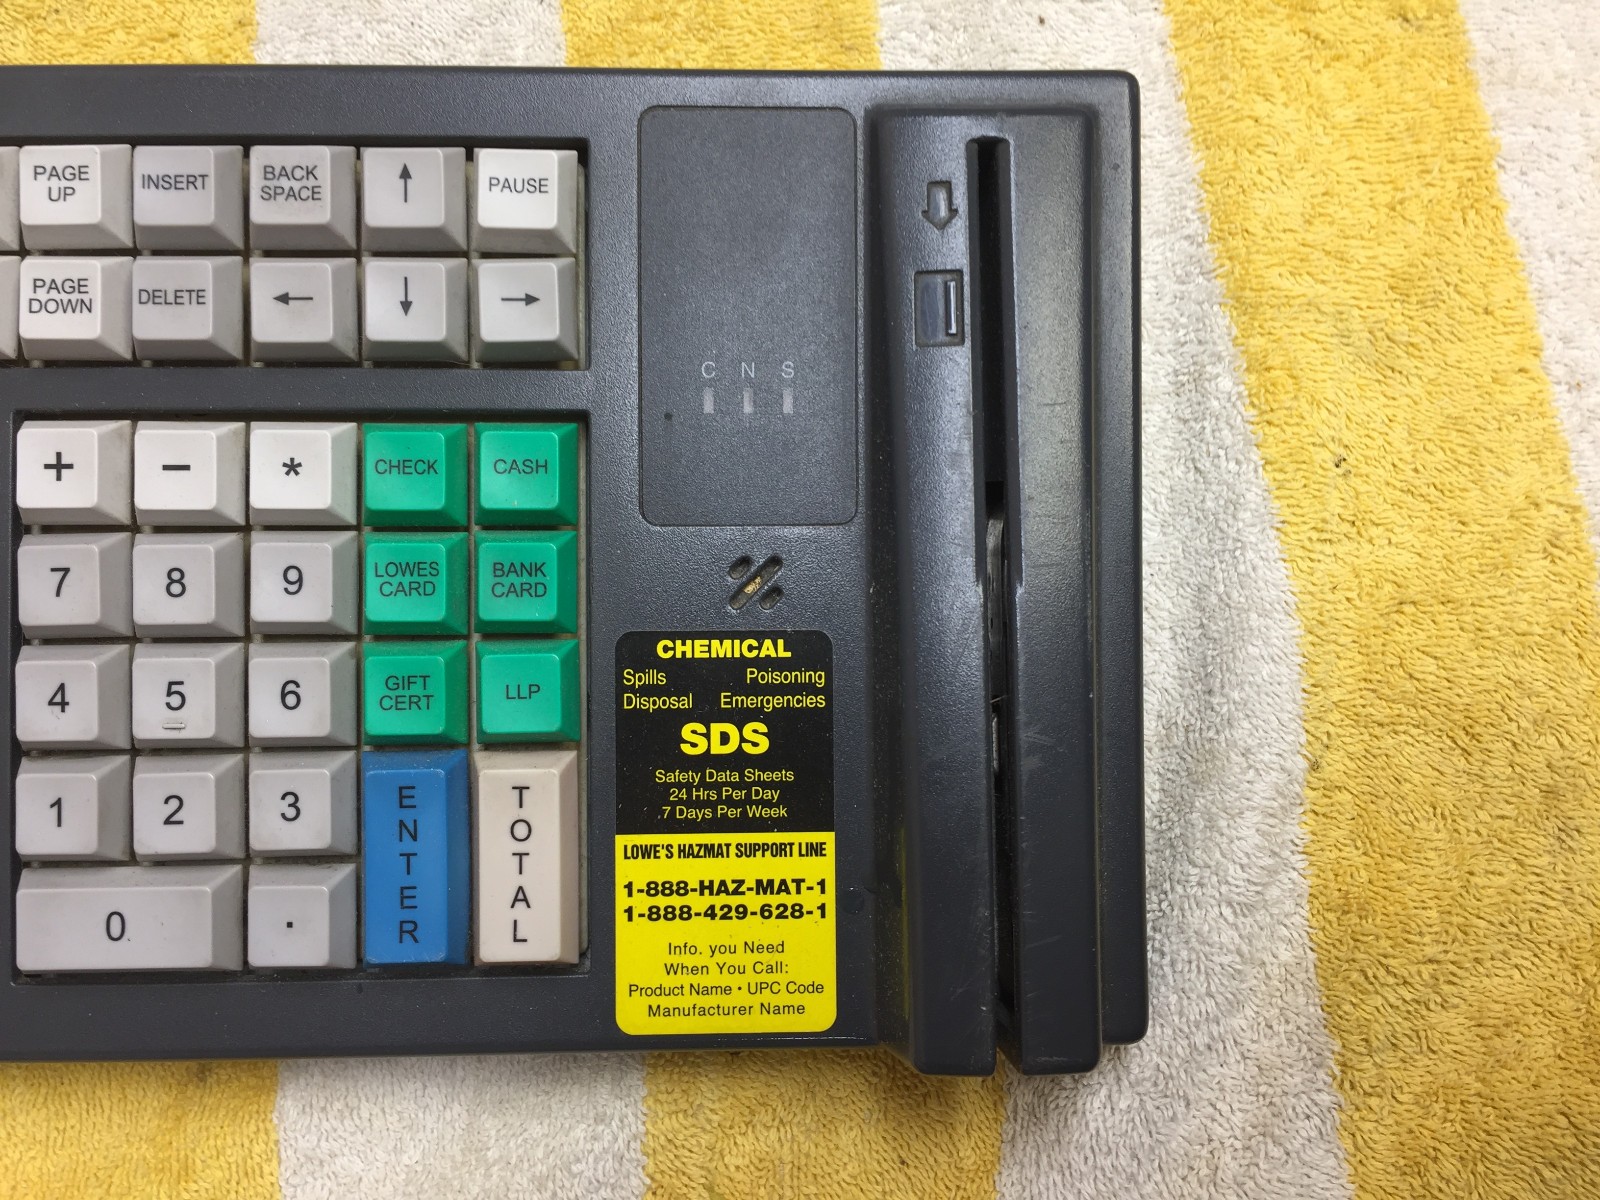 PAGE UP
INSERT
BACK SPACE
↑
PAUSE
PAGE DOWN
DELETE
←
↓
→
C N S
+
-
*
CHECK
CASH
7
8
9
LOWES CARD
BANK CARD
4
5
6
GIFT CERT
LLP
1
2
3
ENTER
TOTAL
0
.
CHEMICAL
Spills Poisoning
Disposal Emergencies
SDS
Safety Data Sheets
24 Hrs Per Day
7 Days Per Week
LOWE'S HAZMAT SUPPORT LINE
1-888-HAZ-MAT-1
1-888-429-628-1
Info. you Need
When You Call:
Product Name • UPC Code
Manufacturer Name